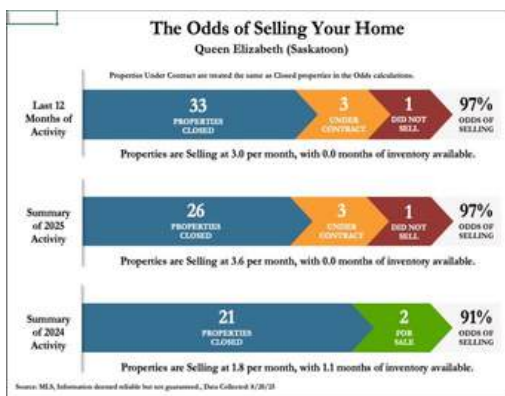 The Odds of Selling Your Home
Queen Elizabeth (Saskatoon)
Properties Under Contract are treated the same as Closed properties in the Odds calculations.
Last 12
Months of
Activity
33
PROPERTIES
CLOSED
3
UNDER
CONTRACT
1
DID NOT
SELL
97%
ODDS OF
SELLING
Properties are Selling at 3.0 per month, with 0.0 months of inventory available.
Summary
of 2025
Activity
26
PROPERTIES
CLOSED
3
UNDER
CONTRACT
1
DID NOT
SELL
97%
ODDS OF
SELLING
Properties are Selling at 3.6 per month, with 0.0 months of inventory available.
Summary
of 2024
Activity
21
PROPERTIES
CLOSED
2
FOR
SALE
91%
ODDS OF
SELLING
Properties are Selling at 1.8 per month, with 1.1 months of inventory available.
Source: MLS, Information deemed reliable but not guaranteed., Data Collected: 8/20/25